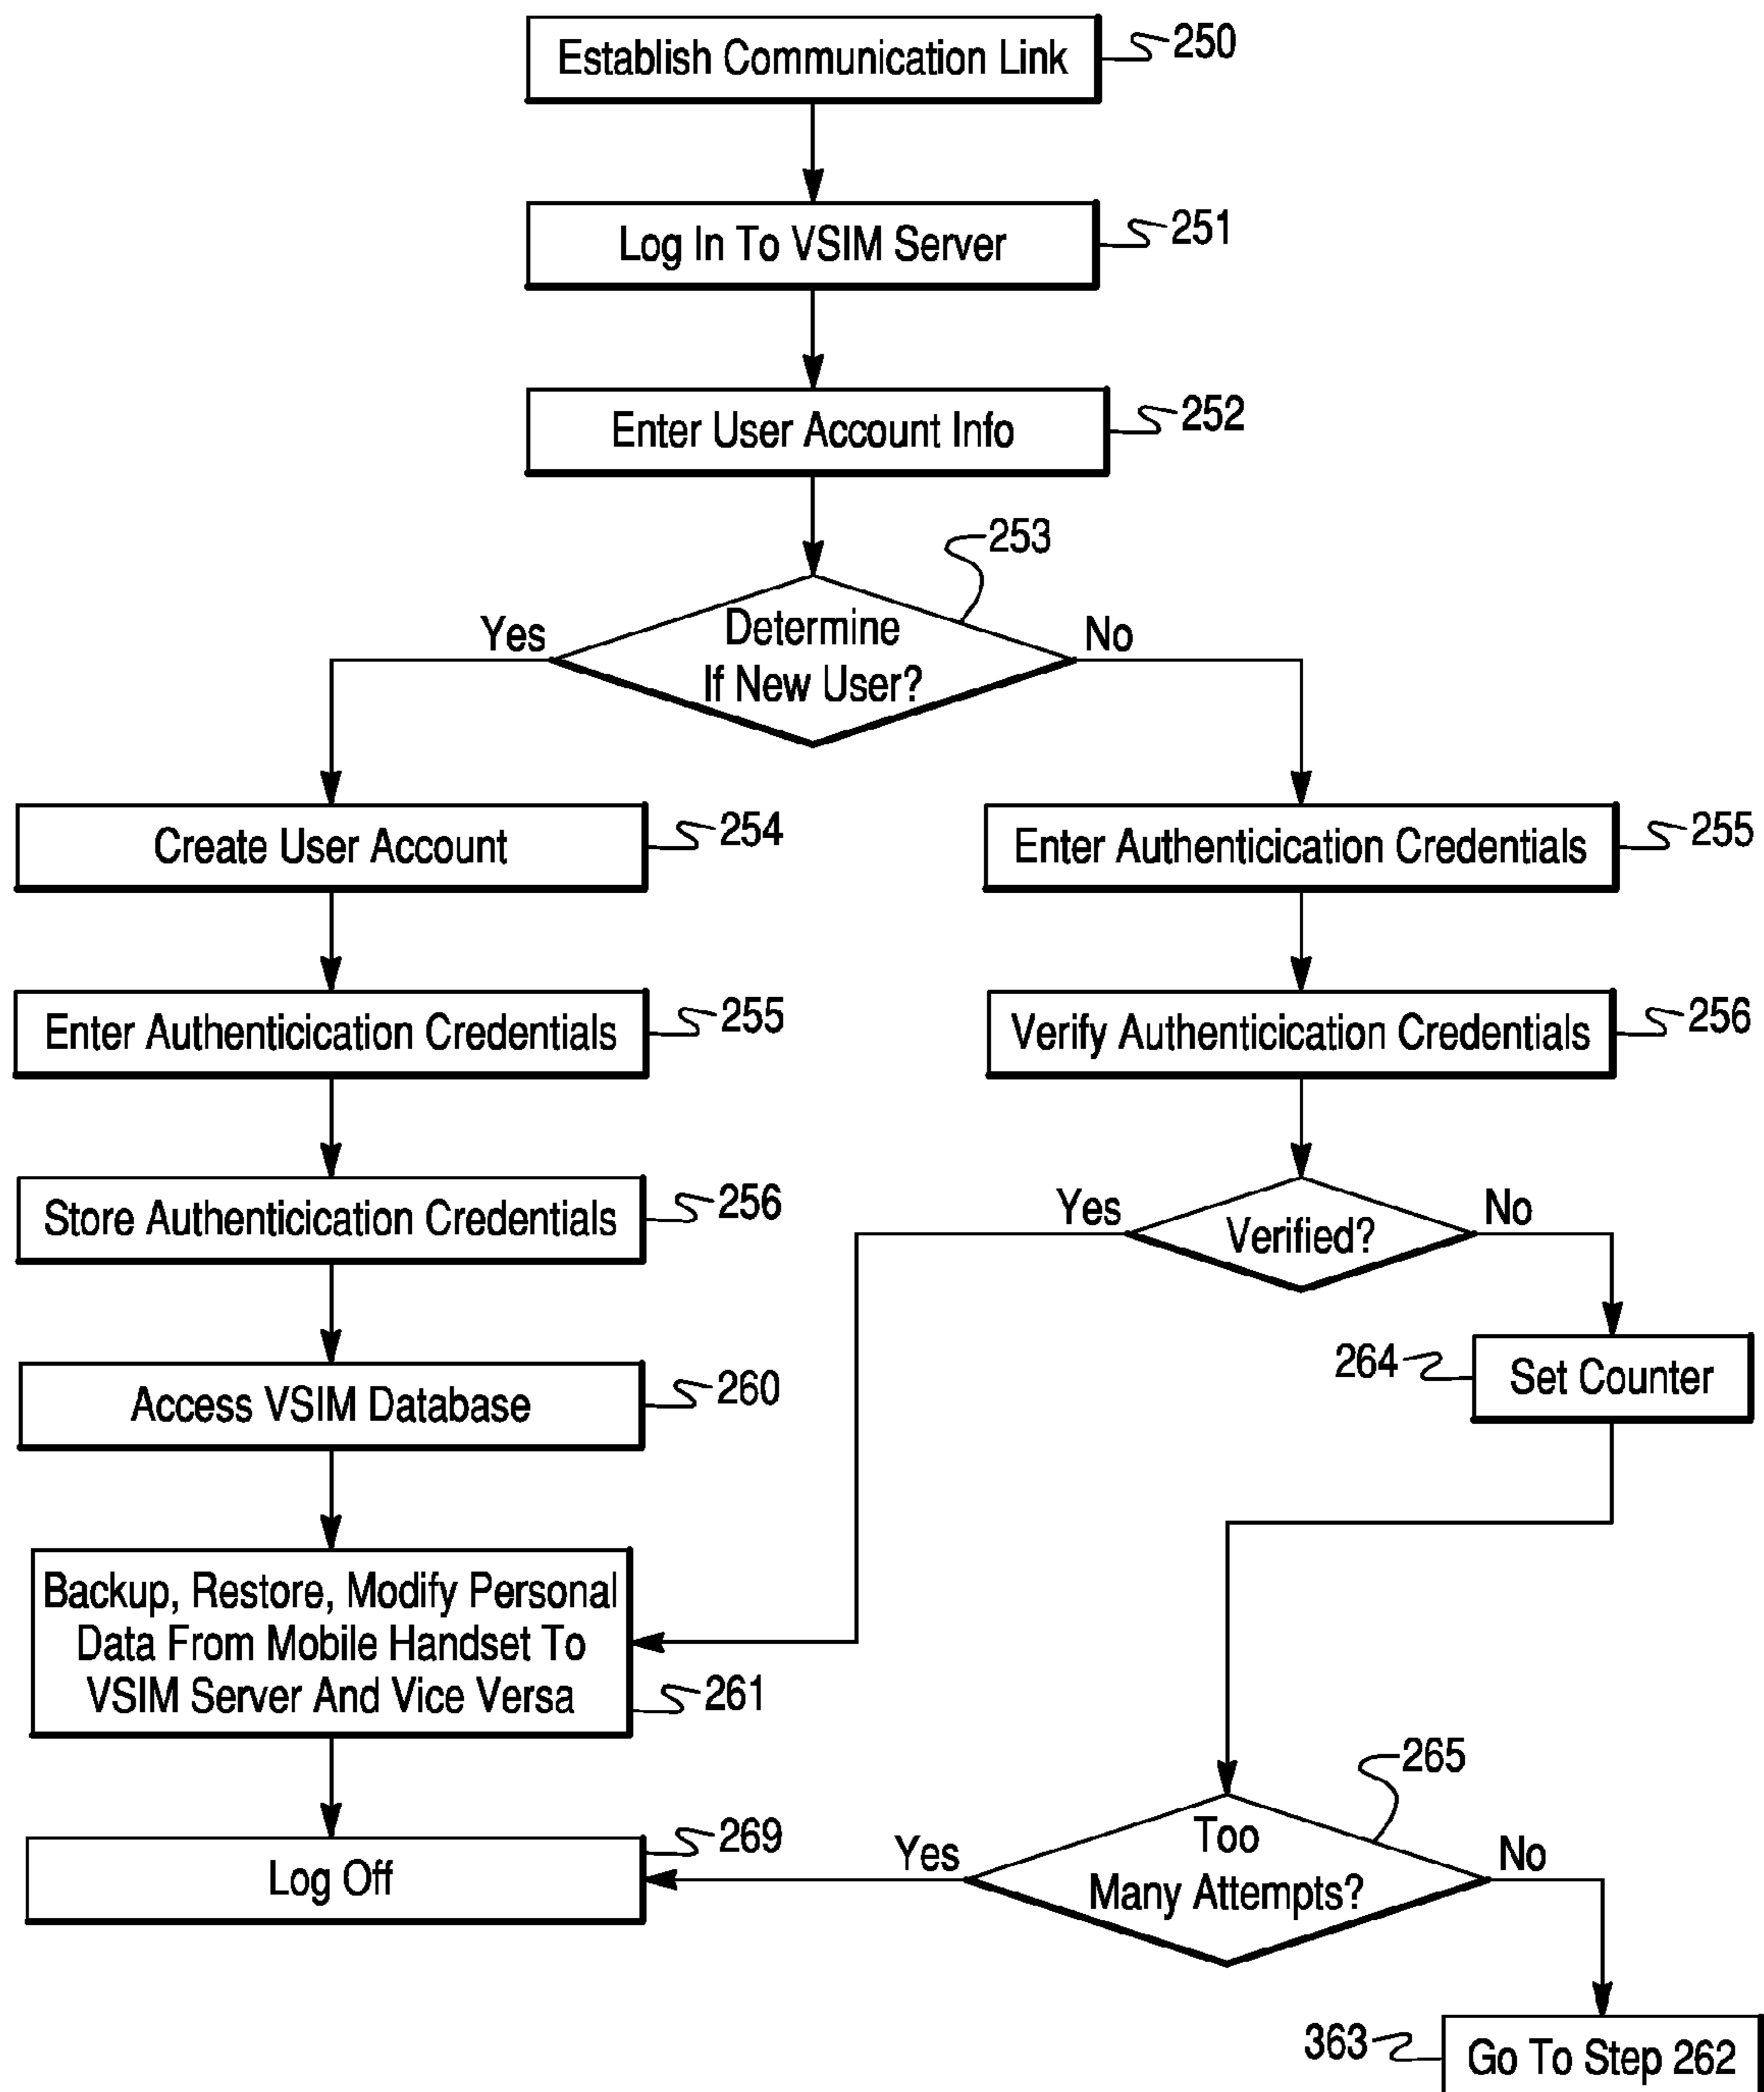 Establish Communication Link
250
Log In To VSIM Server
251
Enter User Account Info
252
253
Determine
If New User?
Yes
No
Create User Account
254
Enter Authenticication Credentials
255
Enter Authenticication Credentials
255
Verify Authenticication Credentials
256
Store Authenticication Credentials
256
Yes
Verified?
No
264
Set Counter
Access VSIM Database
260
Backup, Restore, Modify Personal
Data From Mobile Handset To
VSIM Server And Vice Versa
261
265
Too
Many Attempts?
Yes
No
Log Off
269
363
Go To Step 262